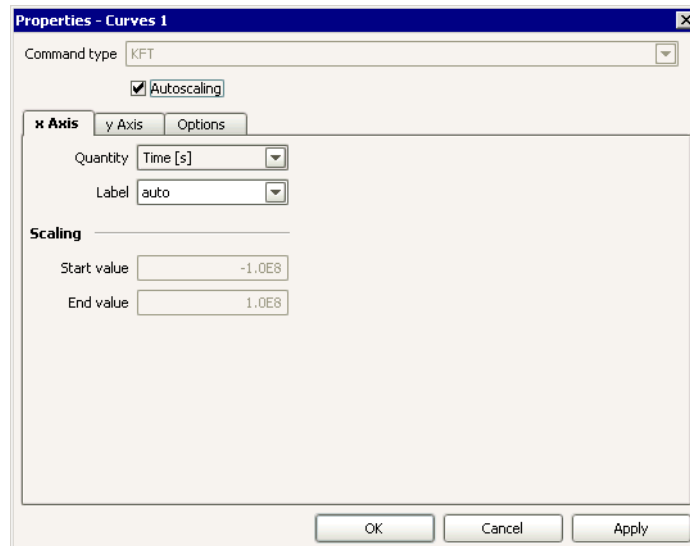 Properties - Curves 1
Command type KFT
Autoscaling
x Axis y Axis Options
Quantity Time [s]
Label auto
Scaling
Start value -1.0E8
End value 1.0E8
OK Cancel Apply